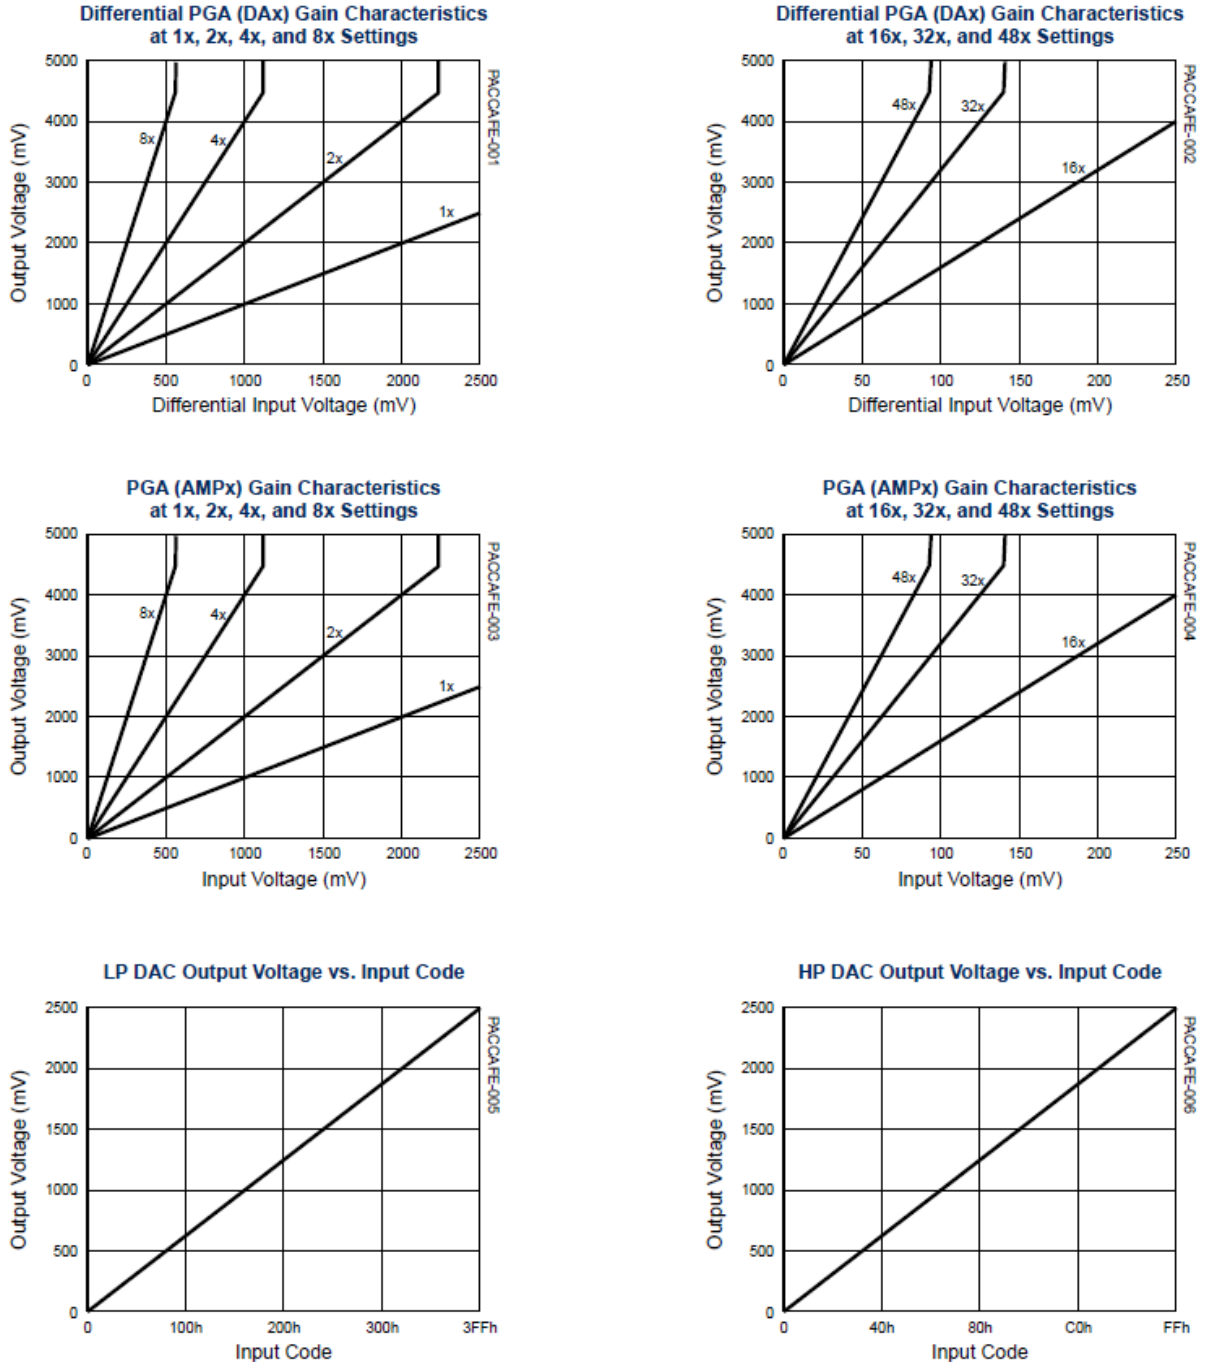 Differential PGA (DAx) Gain Characteristics
at 1x, 2x, 4x, and 8x Settings
5000
4000
3000
2000
1000
0
Output Voltage (mV)
8x
4x
2x
1x
PACCAFE-001
0 500 1000 1500 2000 2500
Differential Input Voltage (mV)
Differential PGA (DAx) Gain Characteristics
at 16x, 32x, and 48x Settings
5000
4000
3000
2000
1000
0
Output Voltage (mV)
48x
32x
16x
PACCAFE-002
0 50 100 150 200 250
Differential Input Voltage (mV)
PGA (AMPx) Gain Characteristics
at 1x, 2x, 4x, and 8x Settings
5000
4000
3000
2000
1000
0
Output Voltage (mV)
8x
4x
2x
1x
PACCAFE-003
0 500 1000 1500 2000 2500
Input Voltage (mV)
PGA (AMPx) Gain Characteristics
at 16x, 32x, and 48x Settings
5000
4000
3000
2000
1000
0
Output Voltage (mV)
48x
32x
16x
PACCAFE-004
0 50 100 150 200 250
Input Voltage (mV)
LP DAC Output Voltage vs. Input Code
2500
2000
1500
1000
500
0
Output Voltage (mV)
PACCAFE-005
0 100h 200h 300h 3FFh
Input Code
HP DAC Output Voltage vs. Input Code
2500
2000
1500
1000
500
0
Output Voltage (mV)
PACCAFE-006
0 40h 80h C0h FFh
Input Code